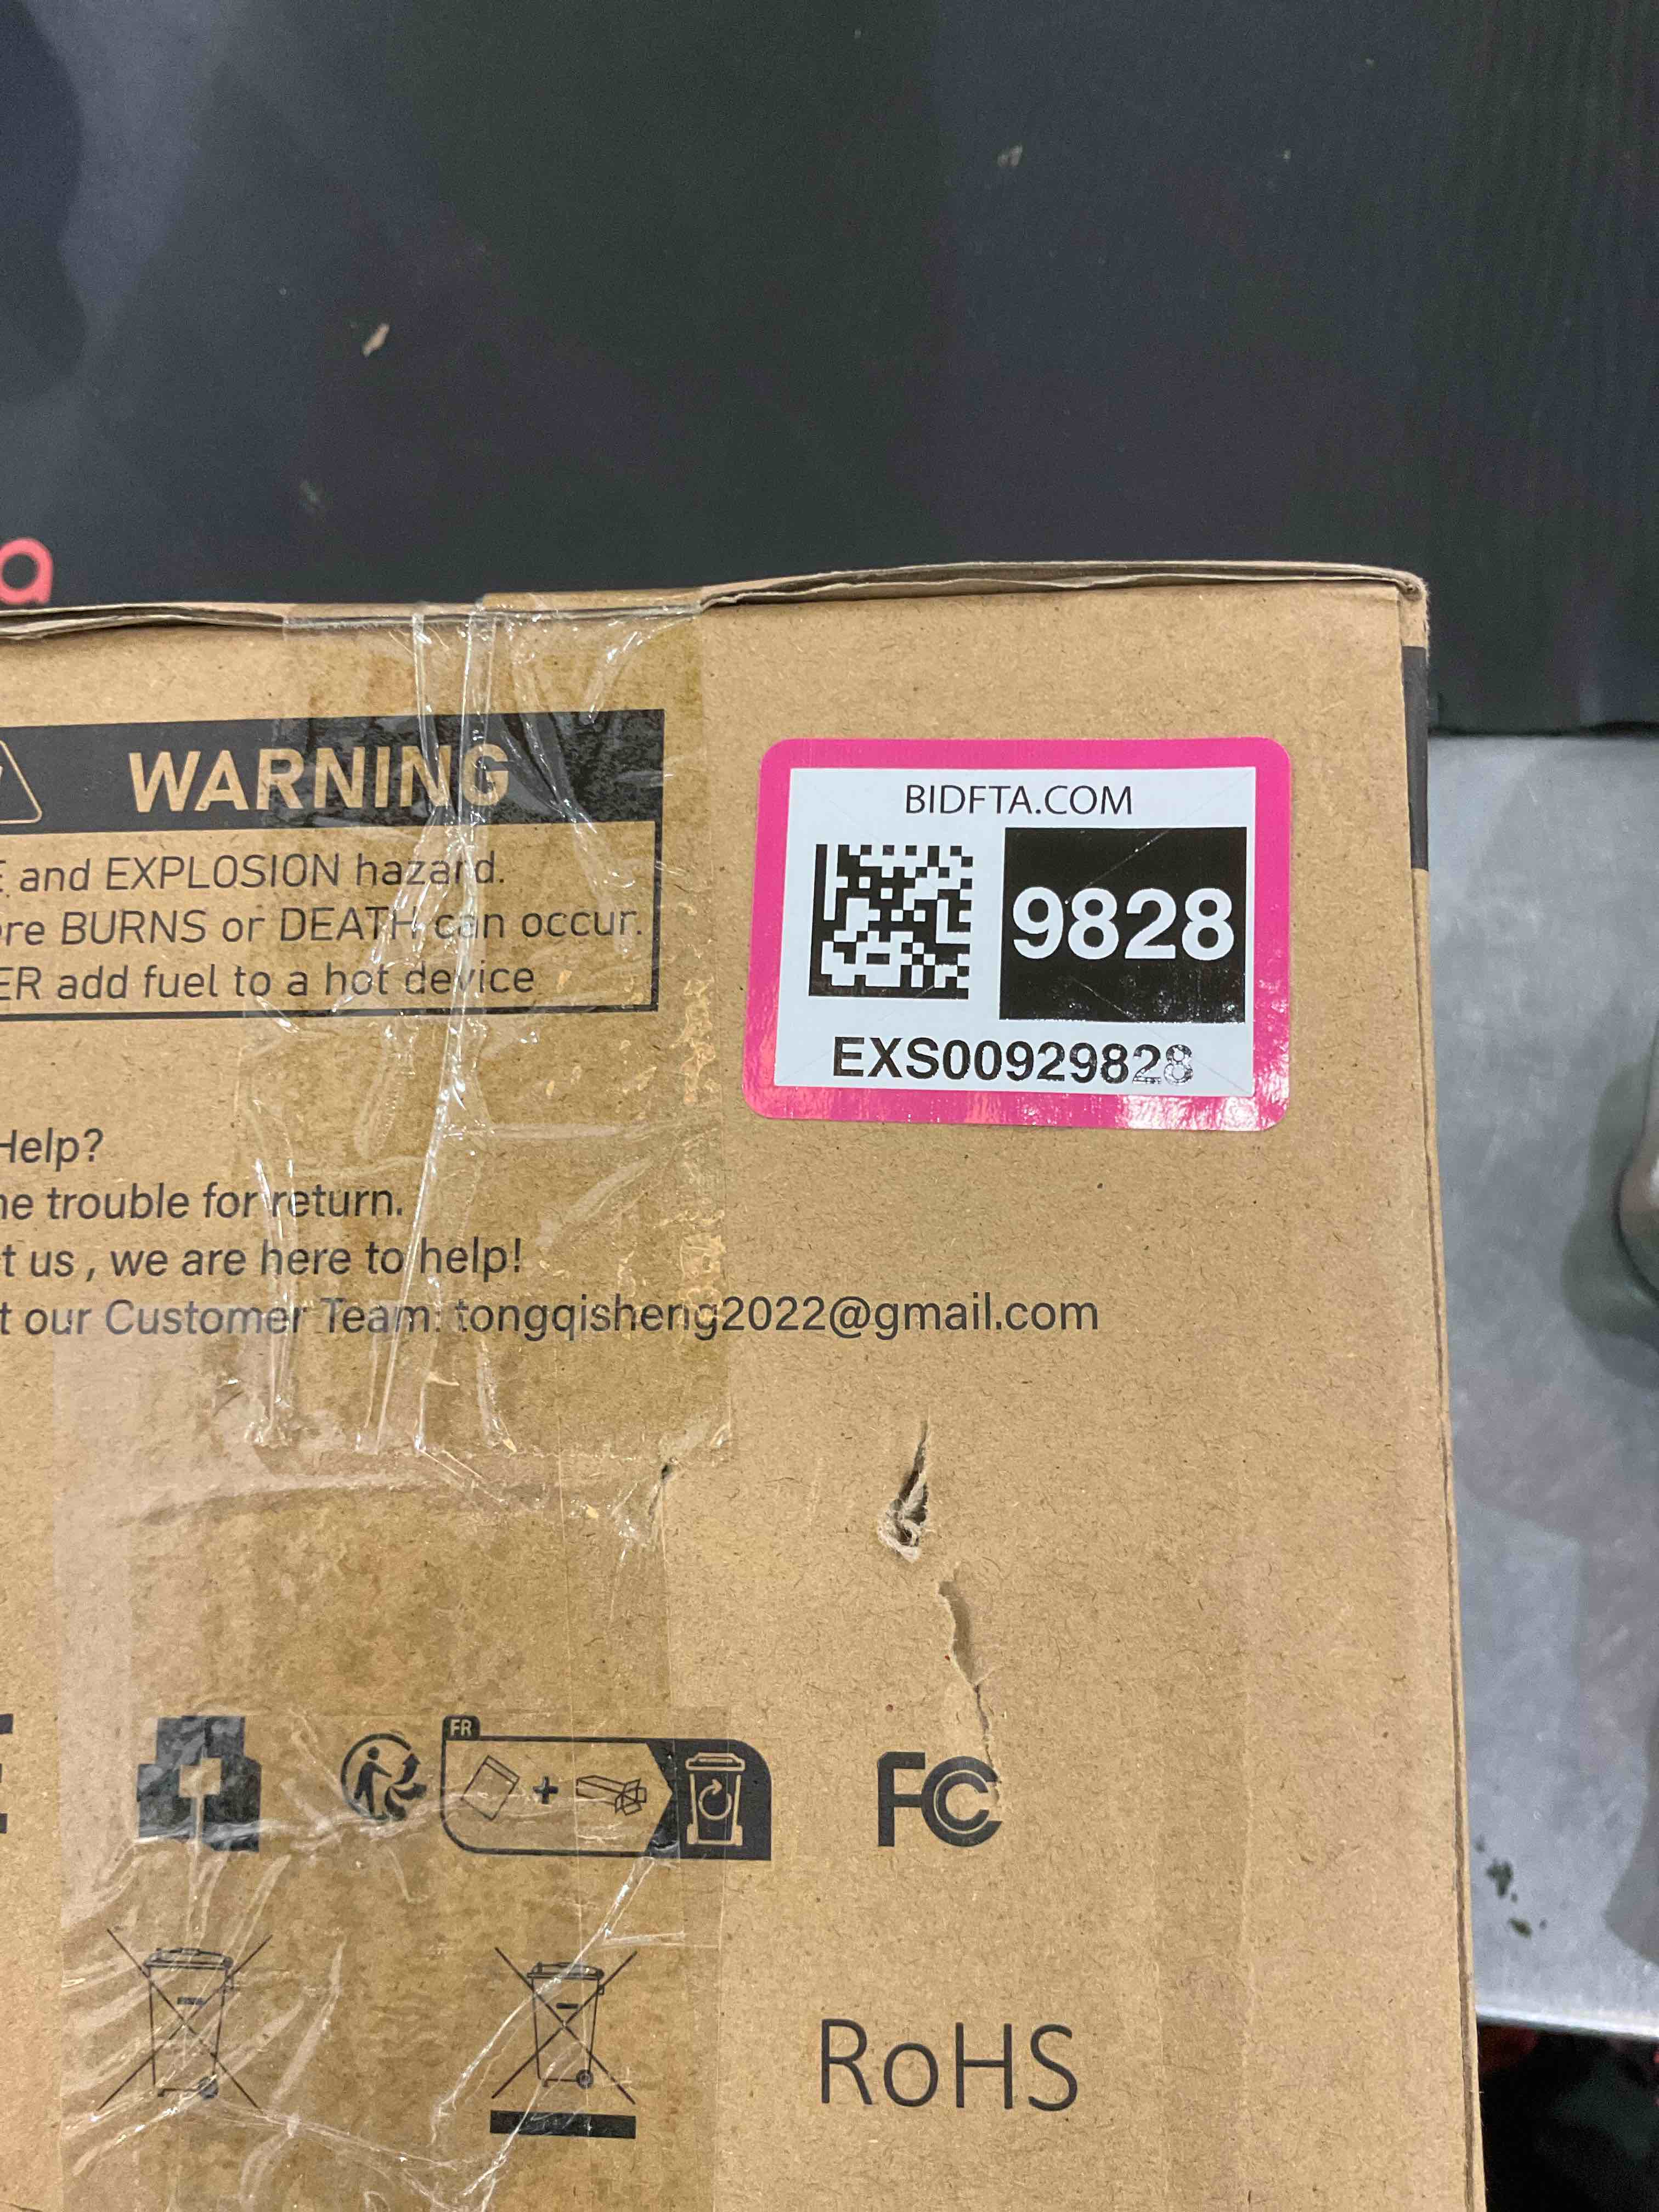 a
WARNING
E and EXPLOSION hazard.
ore BURNS or DEATH can occur.
ER add fuel to a hot device
BIDFTA.COM
9828
EXS00929828
Help?
he trouble for return.
t us , we are here to help!
t our Customer Team: tongqisheng2022@gmail.com
FR
FC
RoHS